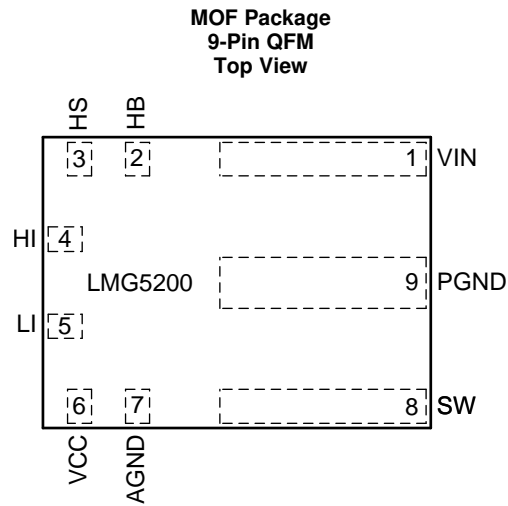 MOF Package
9-Pin QFM
Top View
HS
HB
3
2
1
VIN
HI
4
LMG5200
9
PGND
LI
5
6
7
8
SW
VCC
AGND